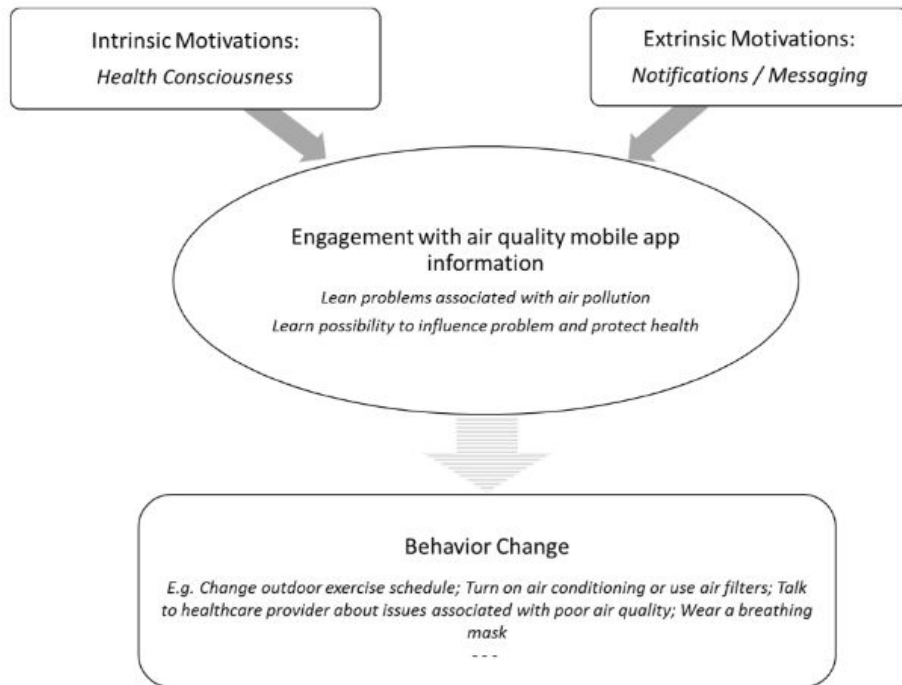 Intrinsic Motivations:
Health Consciousness
Extrinsic Motivations:
Notifications / Messaging
Engagement with air quality mobile app
information
Lean problems associated with air pollution
Learn possibility to influence problem and protect health
Behavior Change
E.g. Change outdoor exercise schedule; Turn on air conditioning or use air filters; Talk
to healthcare provider about issues associated with poor air quality; Wear a breathing
mask
---